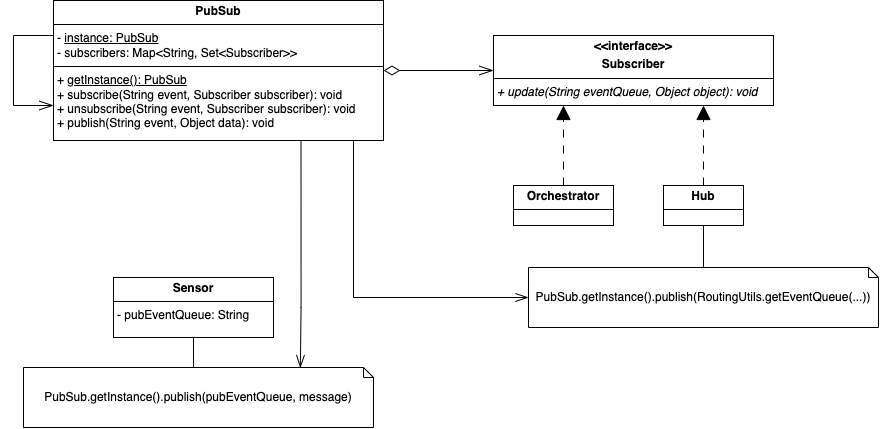 PubSub
- instance: PubSub
- subscribers: Map<String, Set<Subscriber>>
+ getInstance(): PubSub
+ subscribe(String event, Subscriber subscriber): void
+ unsubscribe(String event, Subscriber subscriber): void
+ publish(String event, Object data): void
<<interface>>
Subscriber
+ update(String eventQueue, Object object): void
Orchestrator
Hub
PubSub.getInstance().publish(RoutingUtils.getEventQueue(...))
Sensor
- pubEventQueue: String
PubSub.getInstance().publish(pubEventQueue, message)